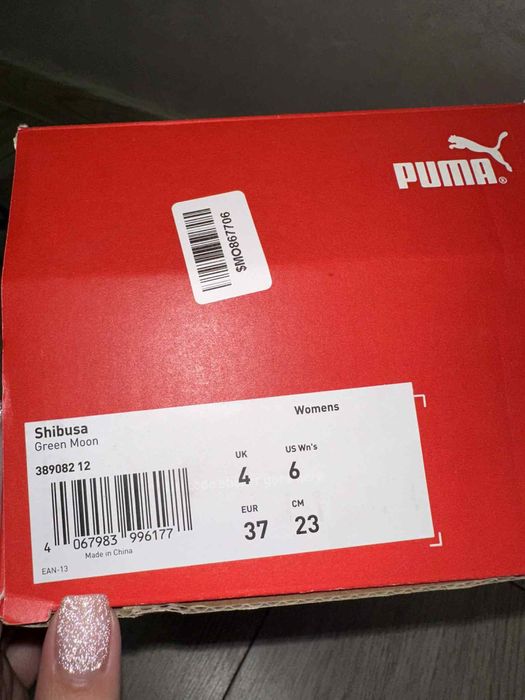 PUMA®
$MO867706
Womens
Shibusa
Green Moon
389082 12
UK
4
US Wn's
6
EUR
37
CM
23
4 067983 996177
Made in China
EAN-13